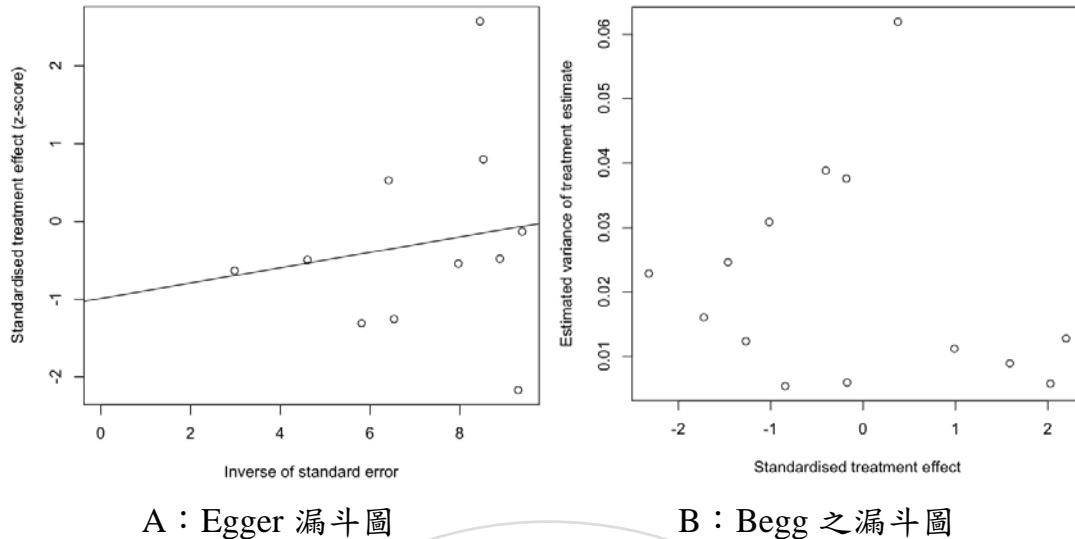 Standardised treatment effect (z-score)
2
1
0
-1
-2
0 2 4 6 8
Inverse of standard error
Estimated variance of treatment estimate
0.06
0.05
0.04
0.03
0.02
0.01
-2 -1 0 1 2
Standardised treatment effect
A：Egger 漏斗圖
B：Begg 之漏斗圖